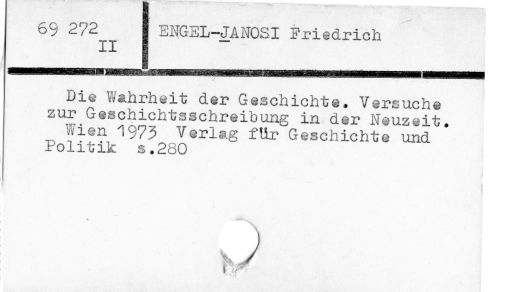 69 272
II
ENGEL-JANOSI Friedrich
Die Wahrheit der Geschichte. Versuche
zur Geschichtsschreibung in der Neuzeit.
Wien 1973 Verlag für Geschichte und
Politik s.280